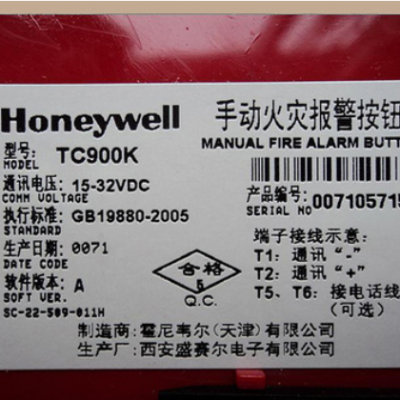 Honeywell
手动火灾报警按钮
MANUAL FIRE ALARM BUTT
型号: TC900K
MODEL
通讯电压: 15-32VDC
COMM VOLTAGE
产品编号:
SERIAL NO
007105715
执行标准: GB19880-2005
STANDARD
生产日期: 0071
DATE
软件版本: A
SOFT VER.
SC-22-509-011H
合格
6
Q.C.
端子接线示意:
T1: 通讯 “-”
T2: 通讯 “+”
T5、T6: 接电话线
(可选)
制造商: 霍尼韦尔(天津)有限公司
生产厂: 西安盛赛尔电子有限公司